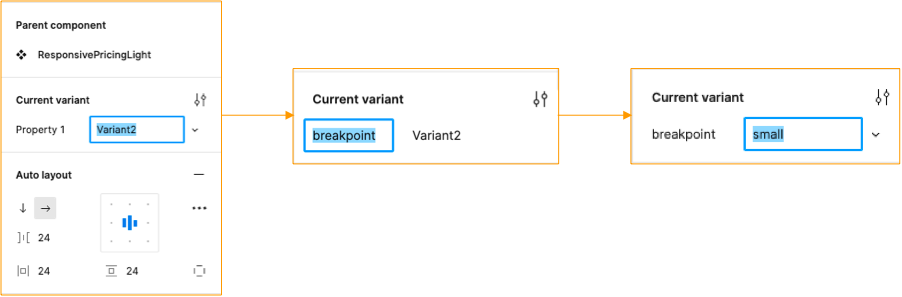 Parent component
ResponsivePricingLight
Current variant
Property 1 Variant2
Auto layout
24
24 24
Current variant
breakpoint Variant2
Current variant
breakpoint small